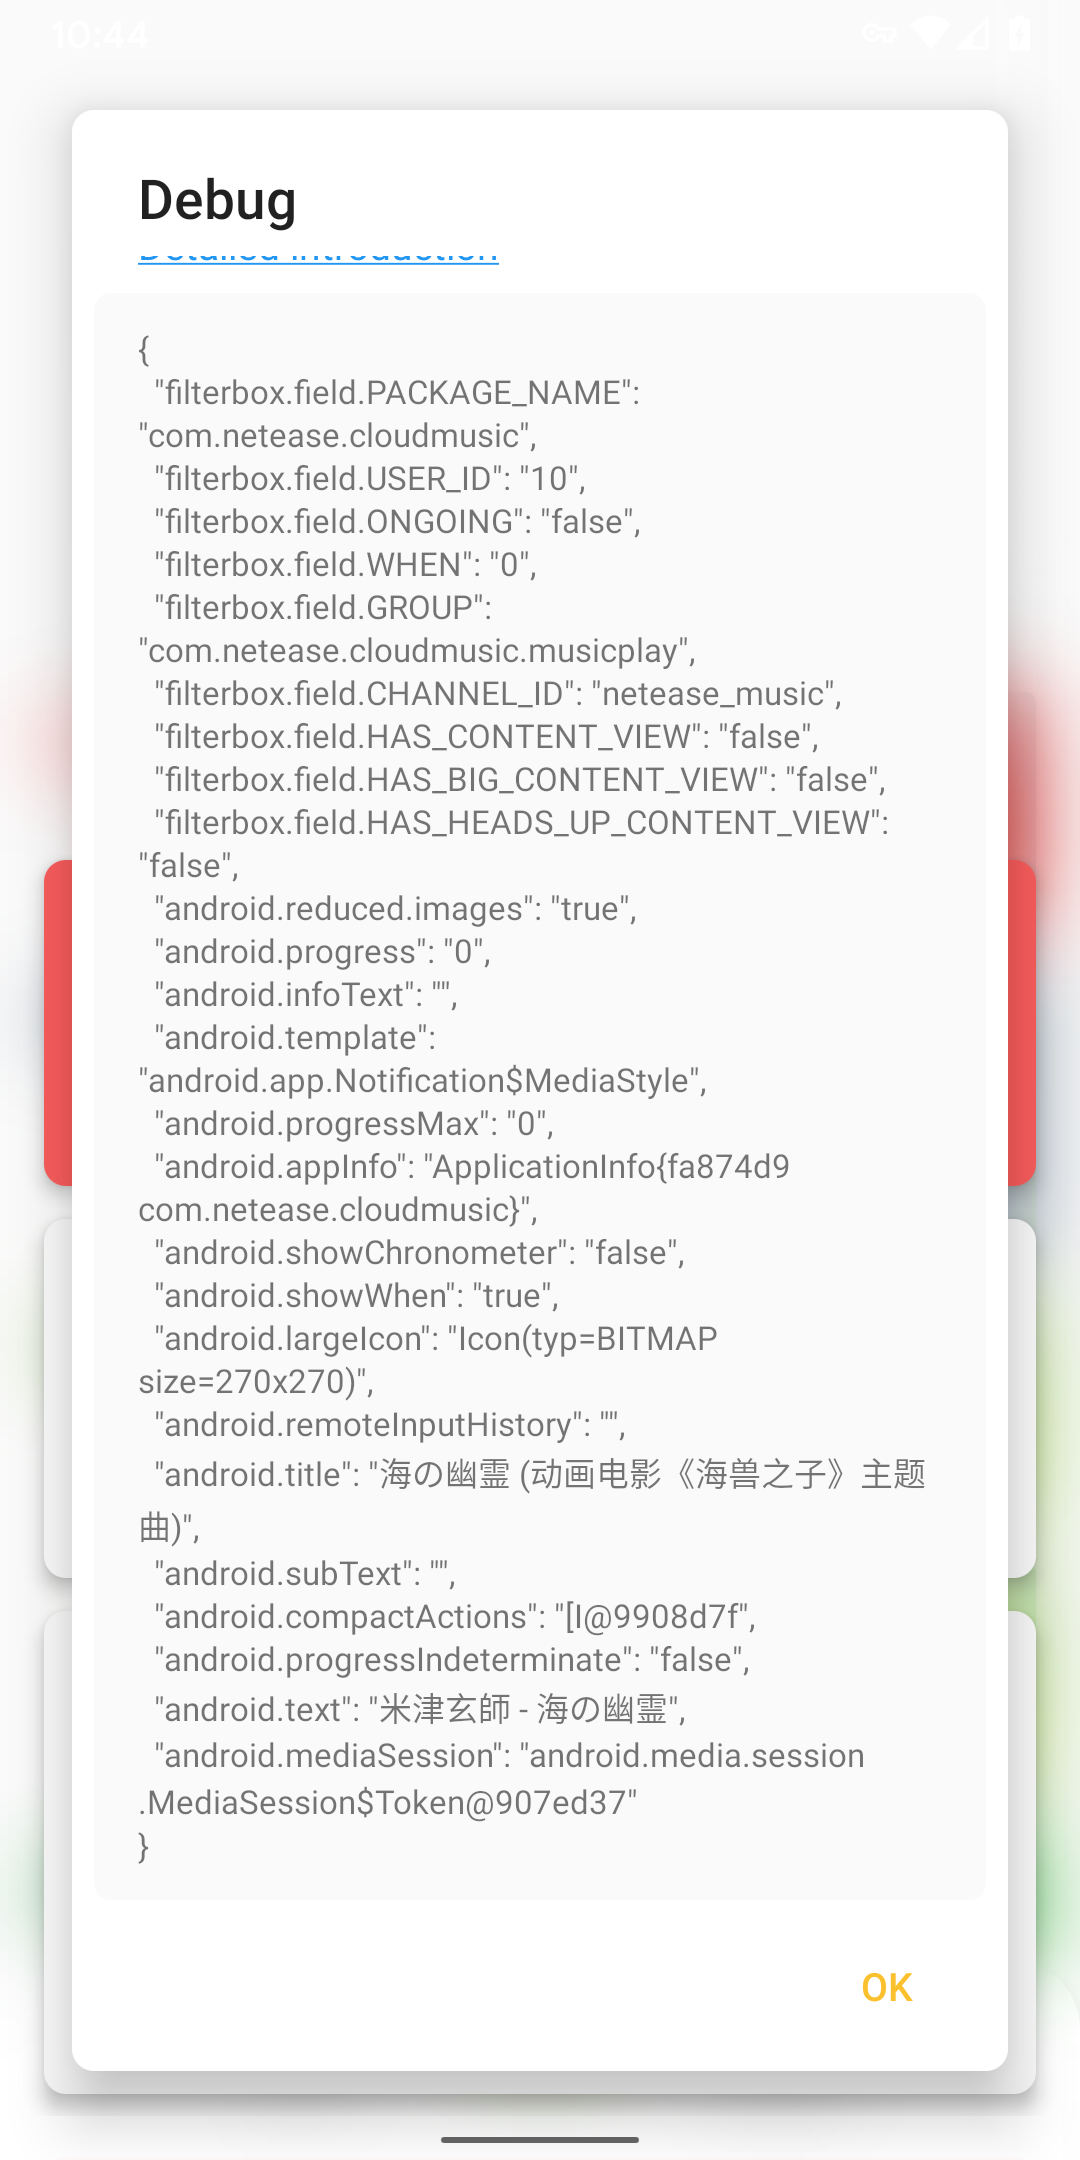 10:44
Debug
Detailed Introduction
{
"filterbox.field.PACKAGE_NAME":
"com.netease.cloudmusic",
"filterbox.field.USER_ID": "10",
"filterbox.field.ONGOING": "false",
"filterbox.field.WHEN": "0",
"filterbox.field.GROUP":
"com.netease.cloudmusic.musicplay",
"filterbox.field.CHANNEL_ID": "netease_music",
"filterbox.field.HAS_CONTENT_VIEW": "false",
"filterbox.field.HAS_BIG_CONTENT_VIEW": "false",
"filterbox.field.HAS_HEADS_UP_CONTENT_VIEW":
"false",
"android.reduced.images": "true",
"android.progress": "0",
"android.infoText": "",
"android.template":
"android.app.Notification$MediaStyle",
"android.progressMax": "0",
"android.appInfo": "ApplicationInfo{fa874d9
com.netease.cloudmusic}",
"android.showChronometer": "false",
"android.showWhen": "true",
"android.largeIcon": "Icon(typ=BITMAP
size=270x270)",
"android.remoteInputHistory": "",
"android.title": "海の幽霊 (动画电影《海兽之子》主题
曲)",
"android.subText": "",
"android.compactActions": "[I@9908d7f",
"android.progressIndeterminate": "false",
"android.text": "米津玄師 - 海の幽霊",
"android.mediaSession": "android.media.session
.MediaSession$Token@907ed37"
}
OK